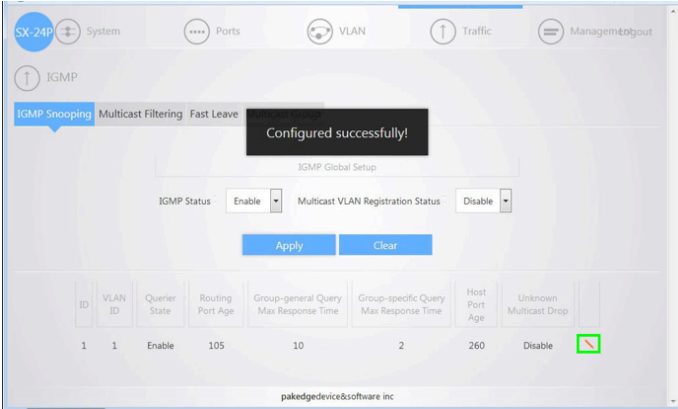 SX-24P System Ports VLAN Traffic Management Logout
IGMP
IGMP Snooping Multicast Filtering Fast Leave Multicast Group
Configured successfully!
IGMP Global Setup
IGMP Status Enable Multicast VLAN Registration Status Disable
Apply Clear
ID VLAN ID Querier State Routing Port Age Group-general Query Max Response Time Group-specific Query Max Response Time Host Port Age Unknown Multicast Drop
1 1 Enable 105 10 2 260 Disable
pakedgedevice&software inc